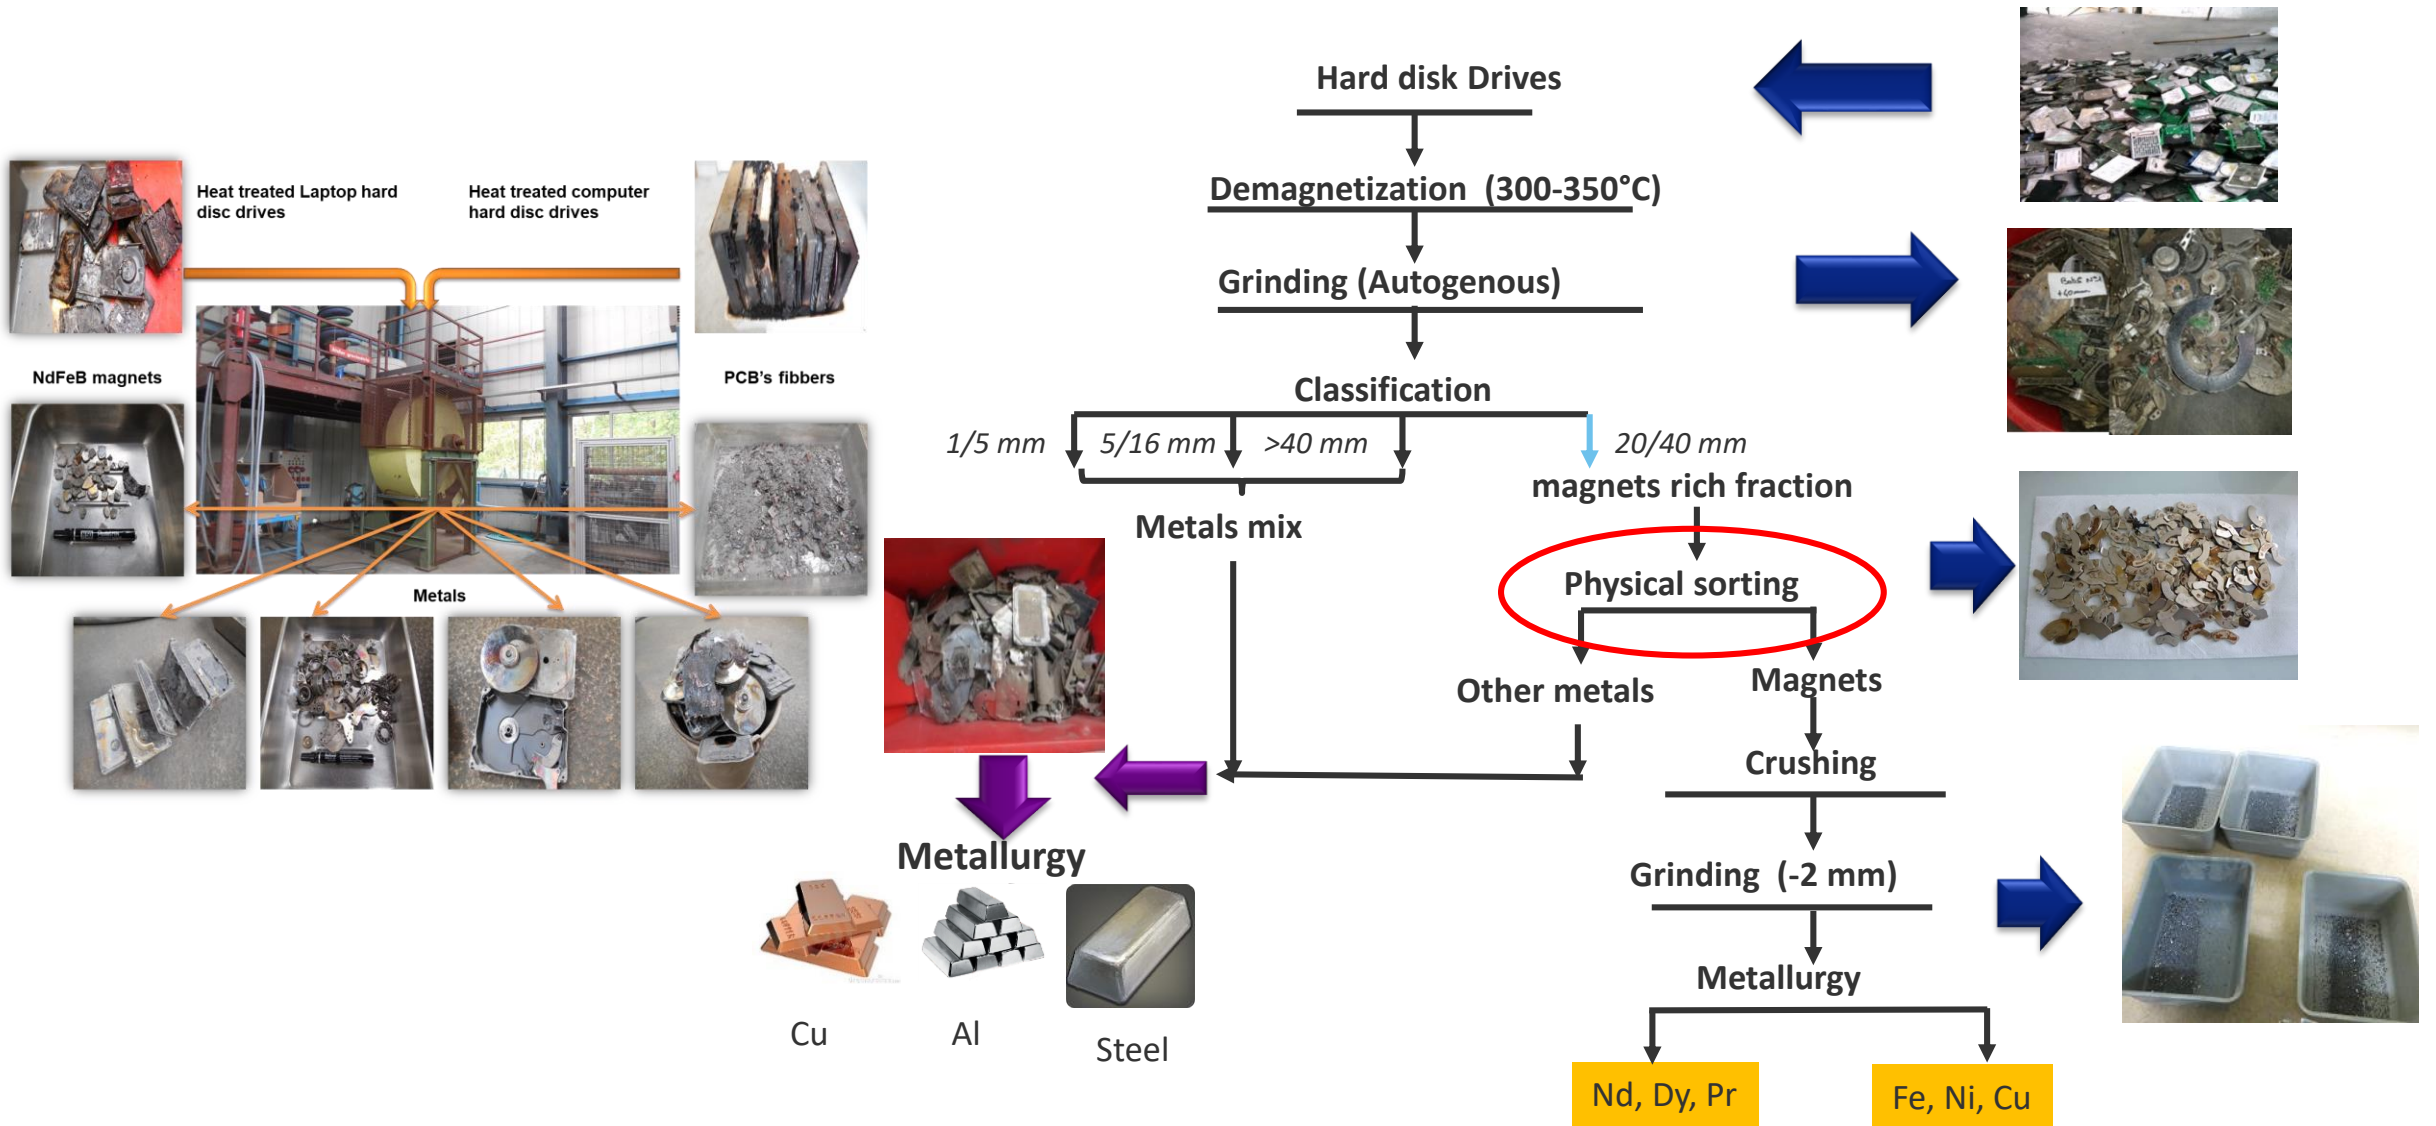 Hard disk Drives
Demagnetization (300-350°C)
Grinding (Autogenous)
Classification
1/5 mm
5/16 mm
>40 mm
20/40 mm
magnets rich fraction
Metals mix
Physical sorting
Other metals
Magnets
Crushing
Grinding (-2 mm)
Metallurgy
Nd, Dy, Pr
Fe, Ni, Cu
Metallurgy
Cu
Al
Steel
Heat treated Laptop hard
disc drives
Heat treated computer
hard disc drives
NdFeB magnets
PCB's fibbers
Metals